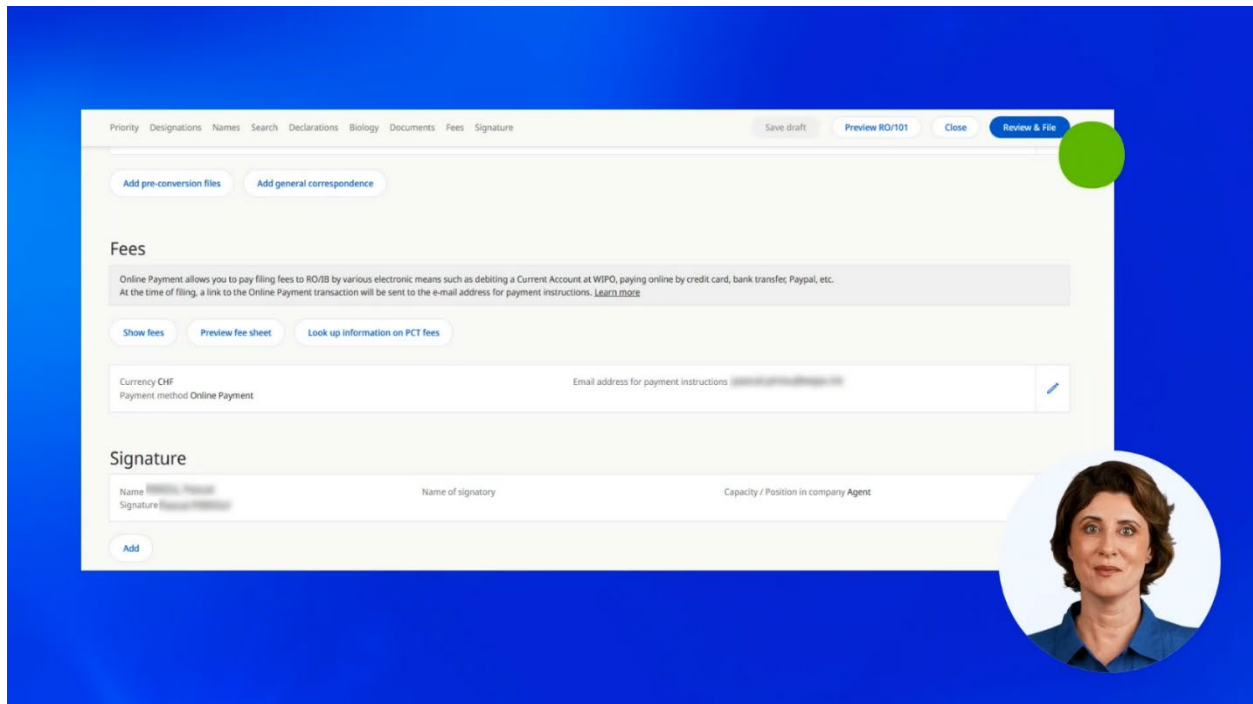 Priority Designations Names Search Declarations Biology Documents Fees Signature Save draft Preview RO/101 Close Review & File
Add pre-conversion files Add general correspondence
Fees
Online Payment allows you to pay filing fees to RO/IB by various electronic means such as debiting a Current Account at WIPO, paying online by credit card, bank transfer, Paypal, etc.
At the time of filing, a link to the Online Payment transaction will be sent to the e-mail address for payment instructions. Learn more
Show fees Preview fee sheet Look up information on PCT fees
Currency CHF Email address for payment instructions
Payment method Online Payment
Signature
Name Name of signatory Capacity / Position in company Agent
Signature
Add